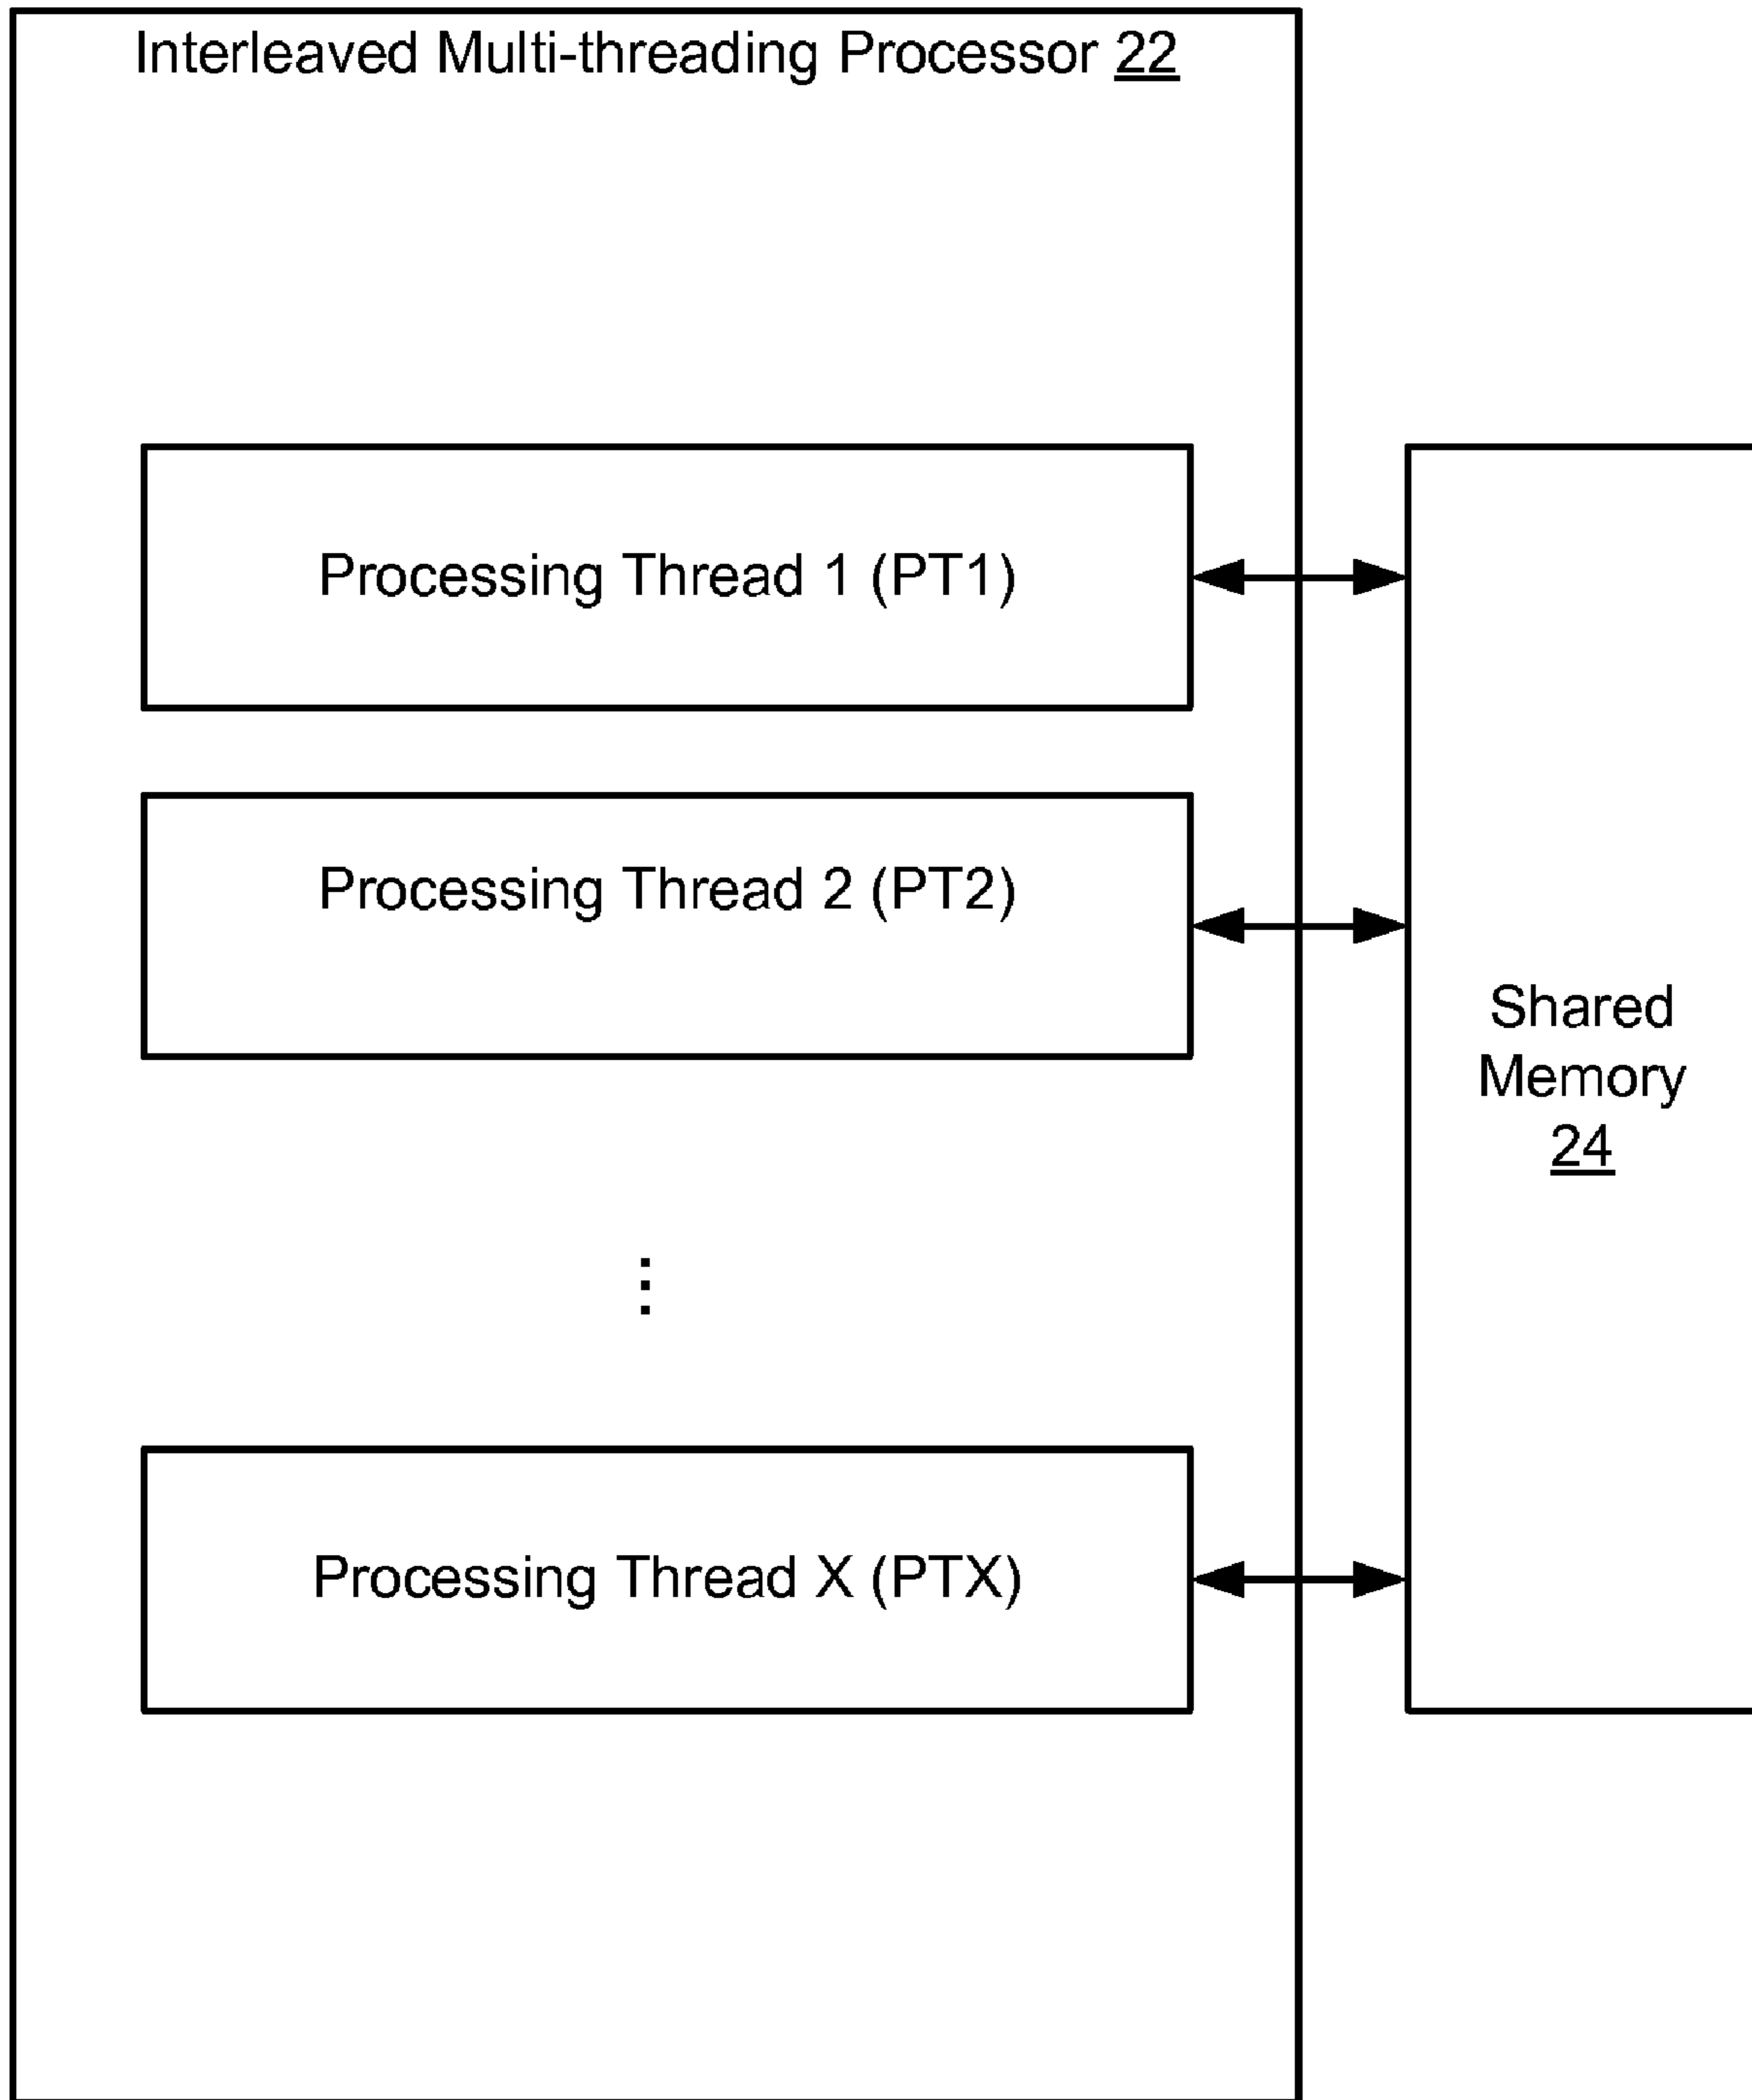 Interleaved Multi-threading Processor 22
Processing Thread 1 (PT1)
Processing Thread 2 (PT2)
Shared
Memory
24
⋮
Processing Thread X (PTX)